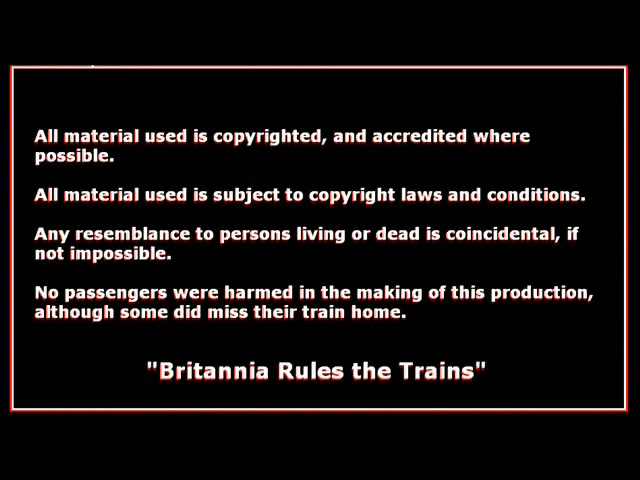 All material used is copyrighted, and accredited where
possible.
All material used is subject to copyright laws and conditions.
Any resemblance to persons living or dead is coincidental, if
not impossible.
No passengers were harmed in the making of this production,
although some did miss their train home.
"Britannia Rules the Trains"